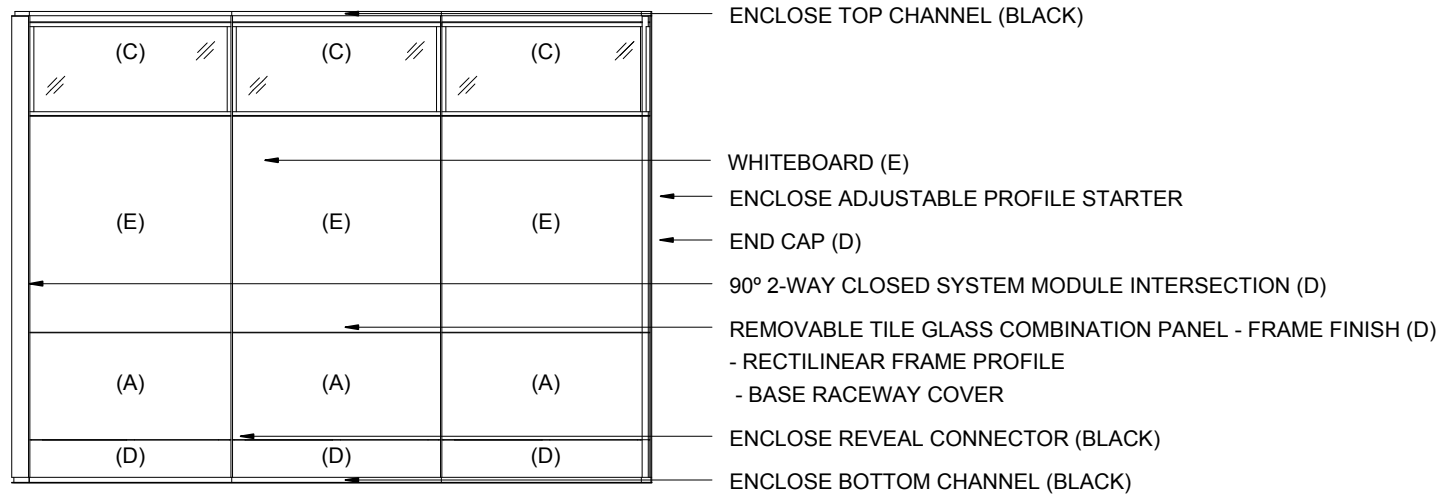 ENCLOSE TOP CHANNEL (BLACK)
(C) (C) (C)
WHITEBOARD (E)
ENCLOSE ADJUSTABLE PROFILE STARTER
(E) (E) (E)
END CAP (D)
90º 2-WAY CLOSED SYSTEM MODULE INTERSECTION (D)
REMOVABLE TILE GLASS COMBINATION PANEL - FRAME FINISH (D)
- RECTILINEAR FRAME PROFILE
(A) (A) (A)
- BASE RACEWAY COVER
ENCLOSE REVEAL CONNECTOR (BLACK)
(D) (D) (D)
ENCLOSE BOTTOM CHANNEL (BLACK)